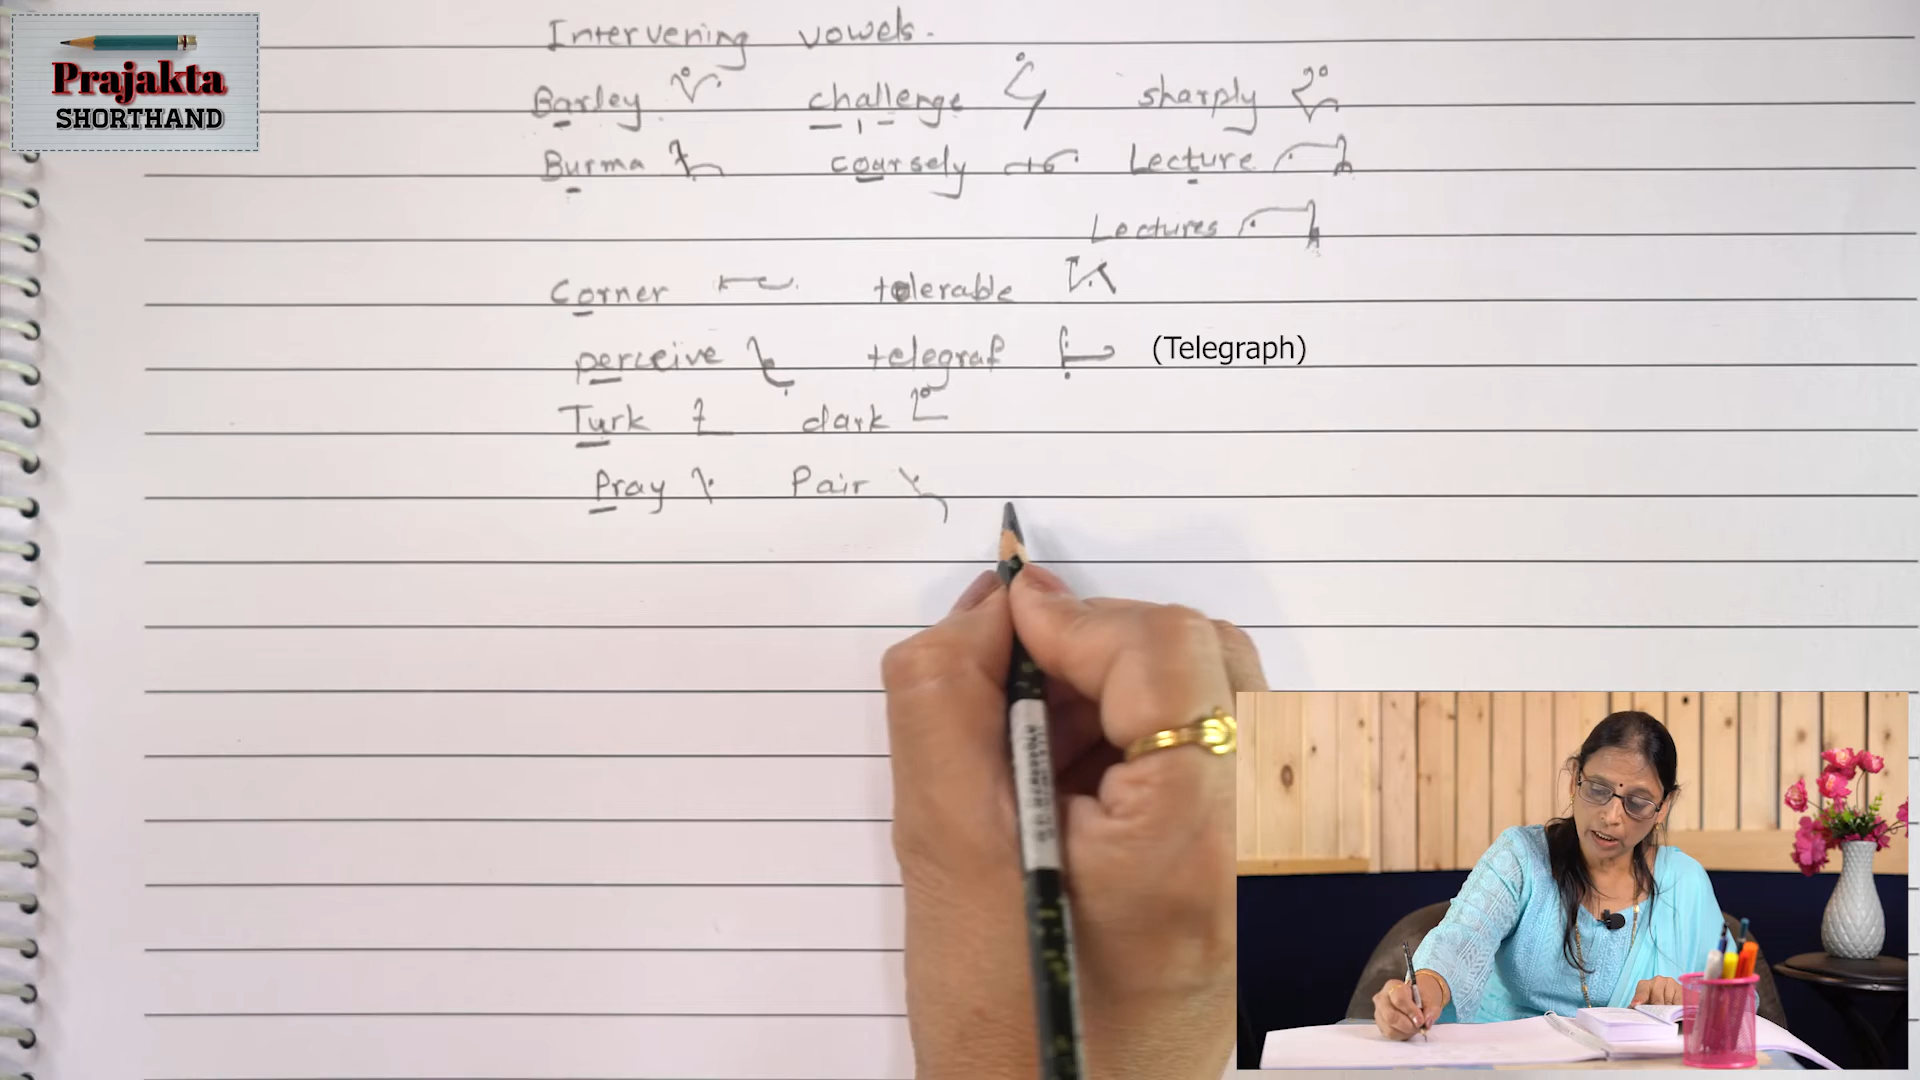 Prajakta
SHORTHAND
Intervening vowels.
Barley challenge sharply
Burma coarsely Lecture
Lectures
Corner tolerable
perceive telegraf (Telegraph)
Turk dark
Pray Pair